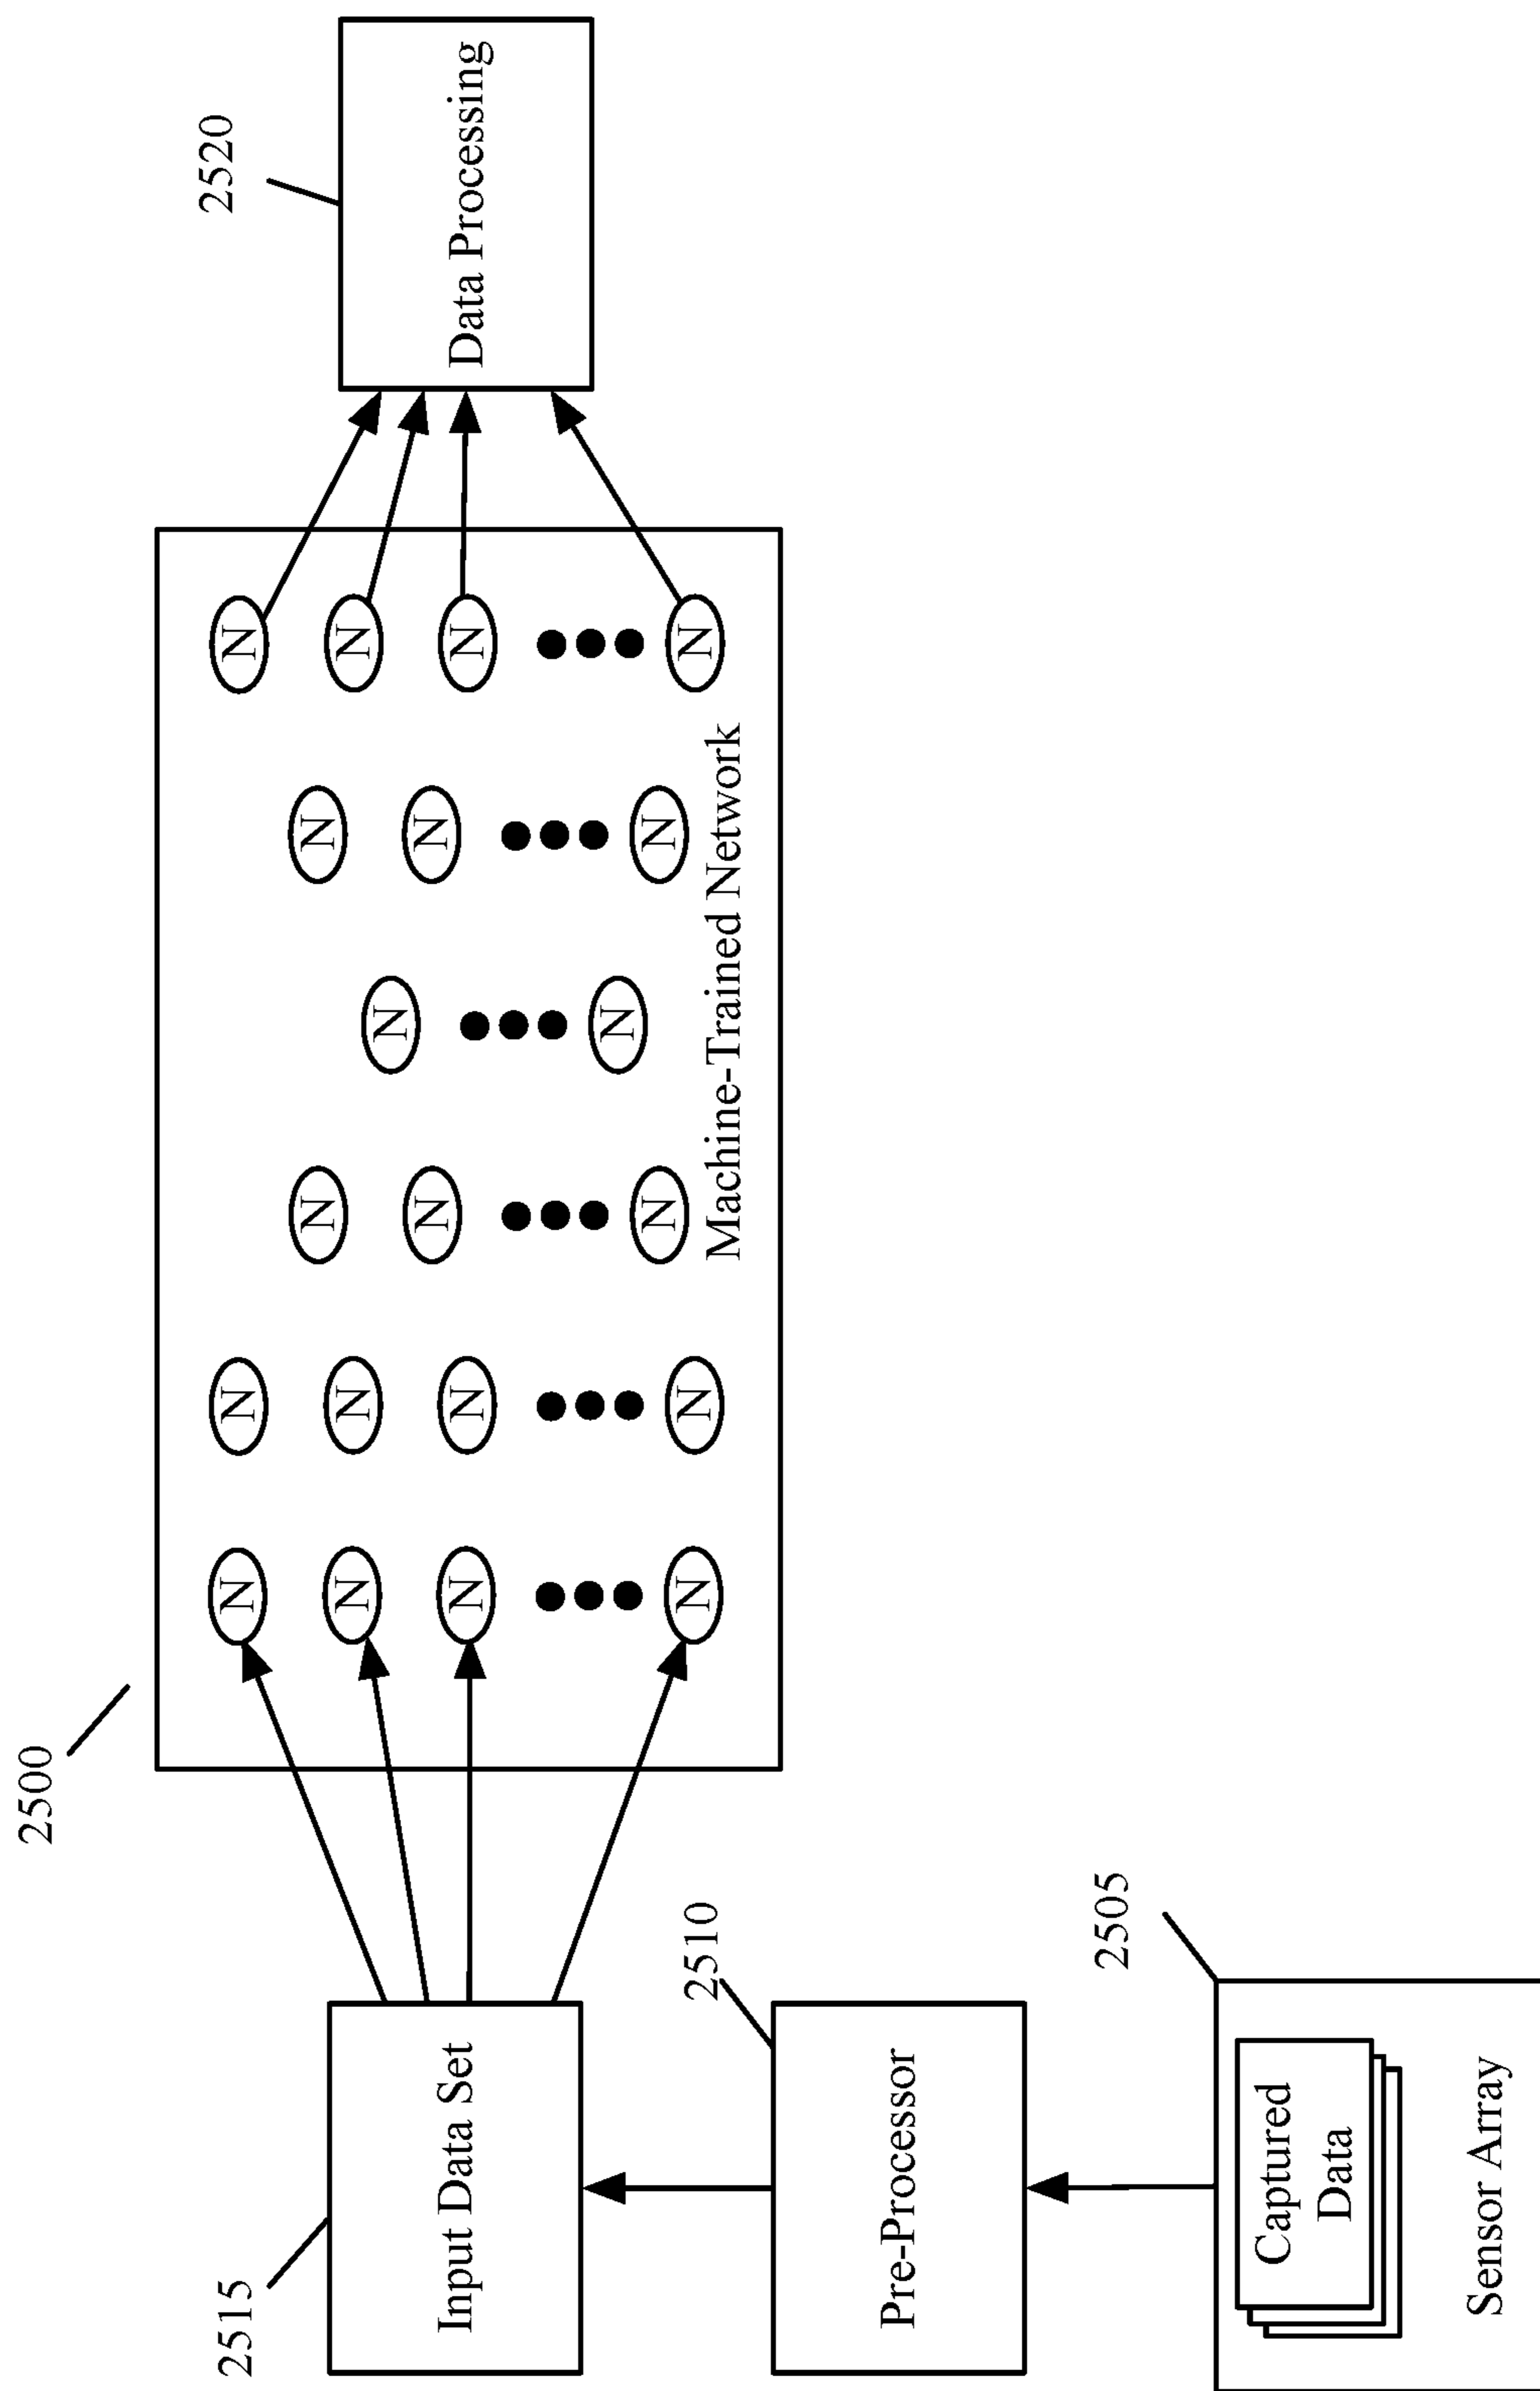 2500
2520
N N N N N N
N N N N N N
N N N N N N
N N N N N N
Machine-Trained Network
Data Processing
2515
Input Data Set
2510
Pre-Processor
2505
Captured
Data
Sensor Array